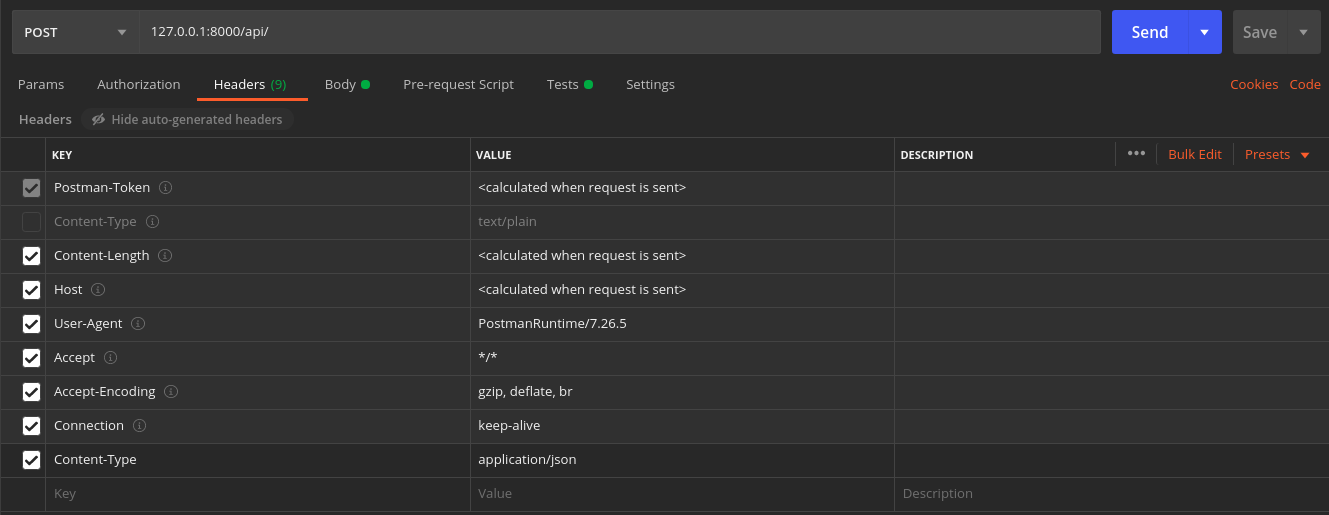 POST 127.0.0.1:8000/api/ Send Save
Params Authorization Headers (9) Body Pre-request Script Tests Settings Cookies Code
Headers Hide auto-generated headers
KEY VALUE DESCRIPTION ••• Bulk Edit Presets
Postman-Token <calculated when request is sent>
Content-Type text/plain
Content-Length <calculated when request is sent>
Host <calculated when request is sent>
User-Agent PostmanRuntime/7.26.5
Accept */*
Accept-Encoding gzip, deflate, br
Connection keep-alive
Content-Type application/json
Key Value Description